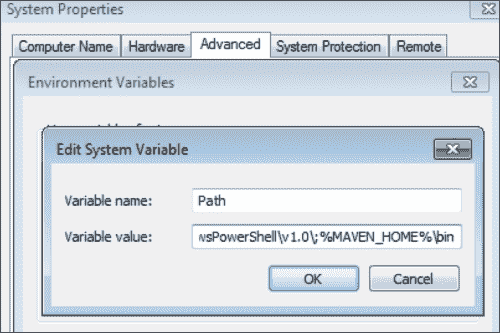 System Properties
Computer Name Hardware Advanced System Protection Remote
Environment Variables
Edit System Variable
Variable name: Path
Variable value: wsPowerShell\v1.0\;%MAVEN_HOME%\bin
OK Cancel